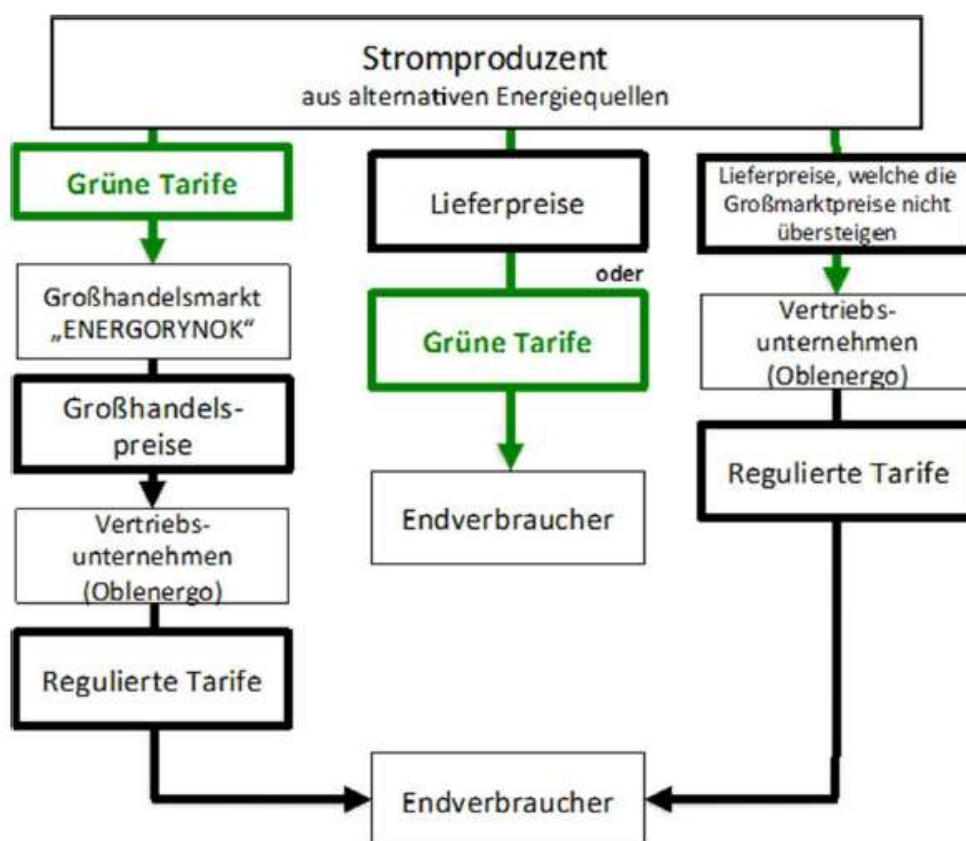 Stromproduzent
aus alternativen Energiequellen
Grüne Tarife
Großhandelsmarkt
„ENERGORYNOK“
Großhandels-
preise
Vertriebs-
unternehmen
(Oblenergo)
Regulierte Tarife
Lieferpreise
oder
Grüne Tarife
Endverbraucher
Lieferpreise, welche die
Großmarktpreise nicht
übersteigen
Vertriebs-
unternehmen
(Oblenergo)
Regulierte Tarife
Endverbraucher